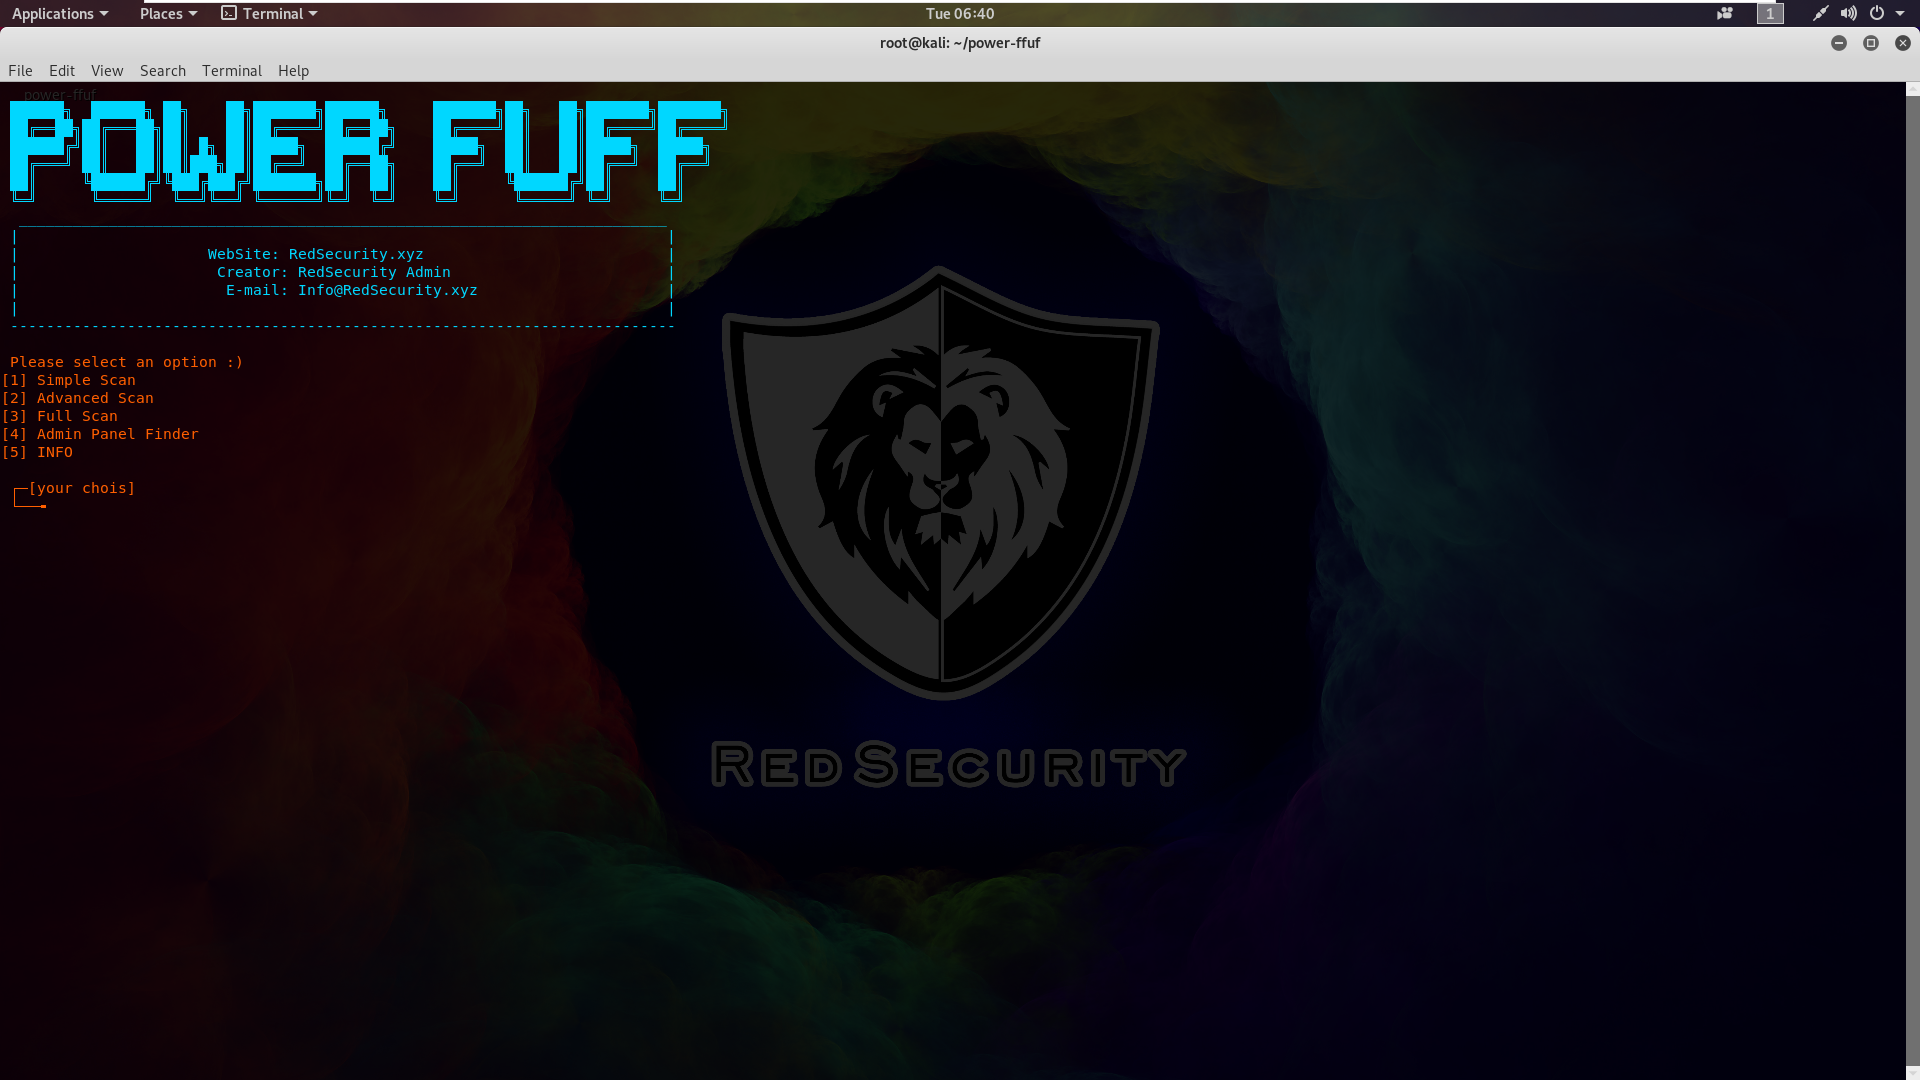 Applications Places Terminal Tue 06:40 1
root@kali: ~/power-ffuf
File Edit View Search Terminal Help
power-ffuf
POWER FUFF
WebSite: RedSecurity.xyz
Creator: RedSecurity Admin
E-mail: Info@RedSecurity.xyz
Please select an option :)
[1] Simple Scan
[2] Advanced Scan
[3] Full Scan
[4] Admin Panel Finder
[5] INFO
[your chois]
RedSecurity